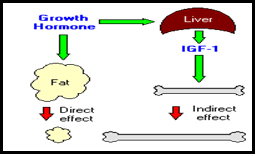 Growth
Hormone
Liver
IGF-1
Fat
Direct
effect
Indirect
effect